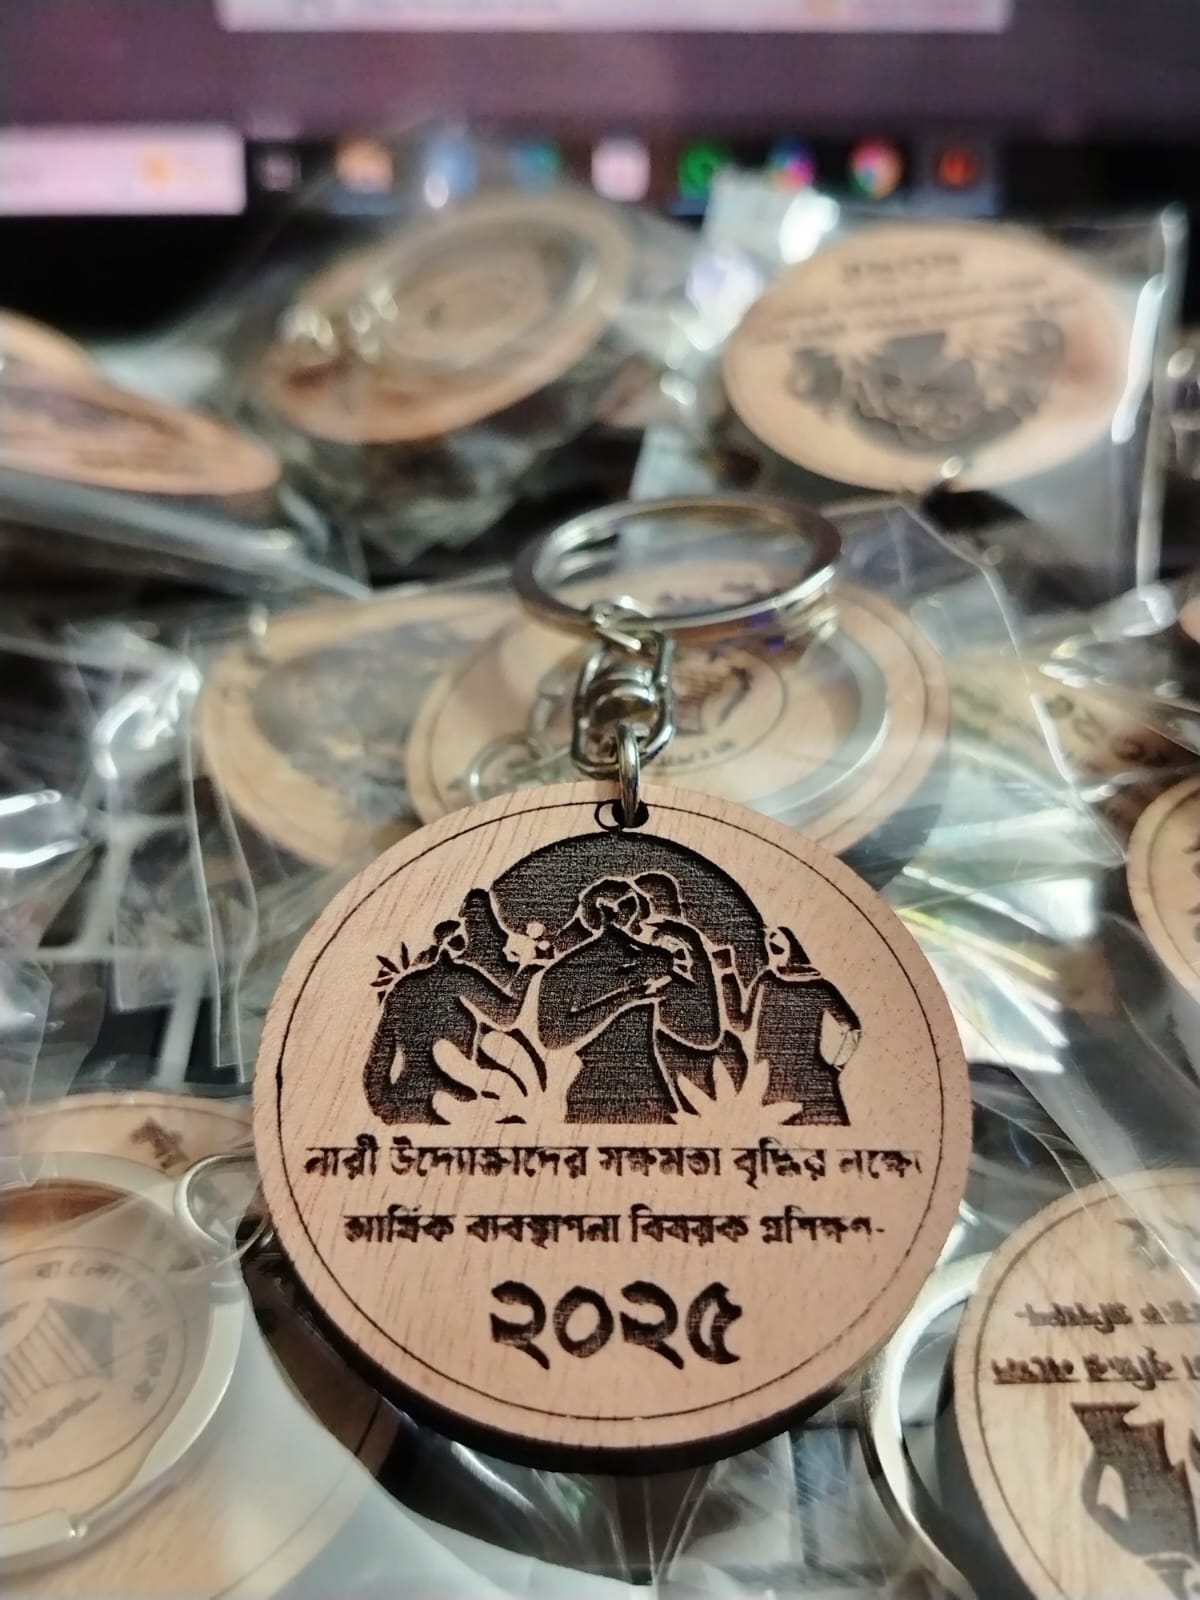 নারী উদ্যোক্তাদের সক্ষমতা বৃদ্ধির লক্ষ্যে
আর্থিক ব্যবস্থাপনা বিষয়ক প্রশিক্ষণ-
২০২৫